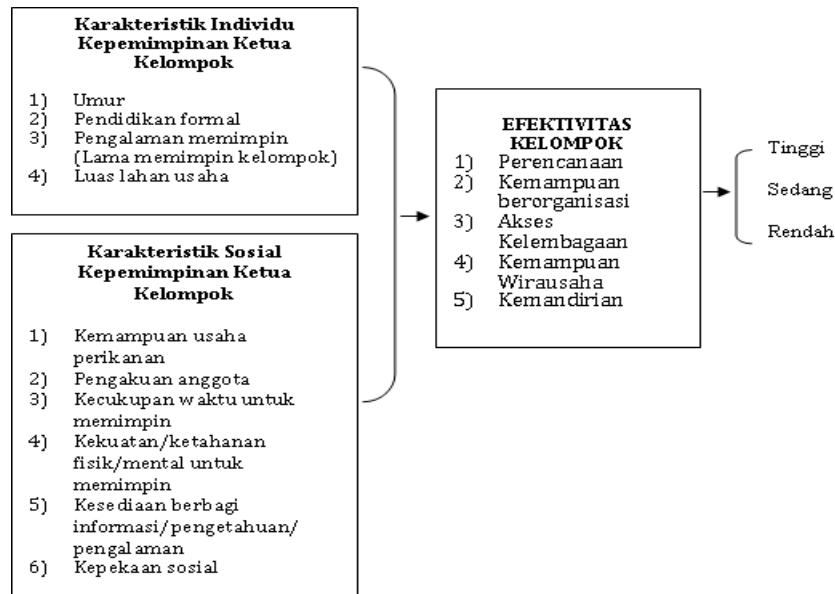 Karakteristik Individu
Kepemimpinan Ketua
Kelompok
1) Umur
2) Pendidikan formal
3) Pengalaman memimpin
(Lama memimpin kelompok)
4) Luas lahan usaha
Karakteristik Sosial
Kepemimpinan Ketua
Kelompok
1) Kemampuan usaha
perikanan
2) Pengakuan anggota
3) Kecukupan waktu untuk
memimpin
4) Kekuatan/ketahanan
fisik/mental untuk
memimpin
5) Kesediaan berbagi
informasi/pengetahuan/
pengalaman
6) Kepekaan sosial
EFEKTIVITAS
KELOMPOK
1) Perencanaan
2) Kemampuan
berorganisasi
3) Akses
Kelembagaan
4) Kemampuan
Wirausaha
5) Kemandirian
Tinggi
Sedang
Rendah